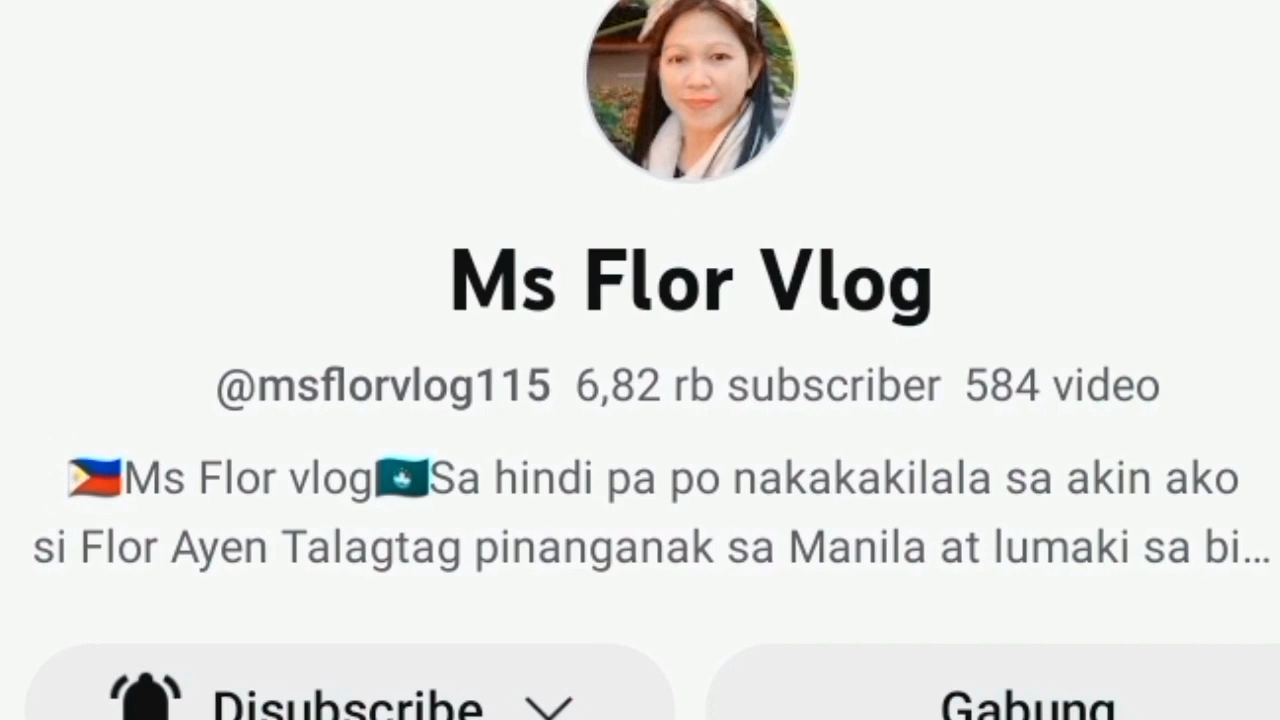 Ms Flor Vlog
@msflorvlog115 6,82 rb subscriber 584 video
🇵🇭Ms Flor vlog🇲🇴Sa hindi pa po nakakakilala sa akin ako
si Flor Ayen Talagtag pinanganak sa Manila at lumaki sa bi...
Disubscribe
Gabung